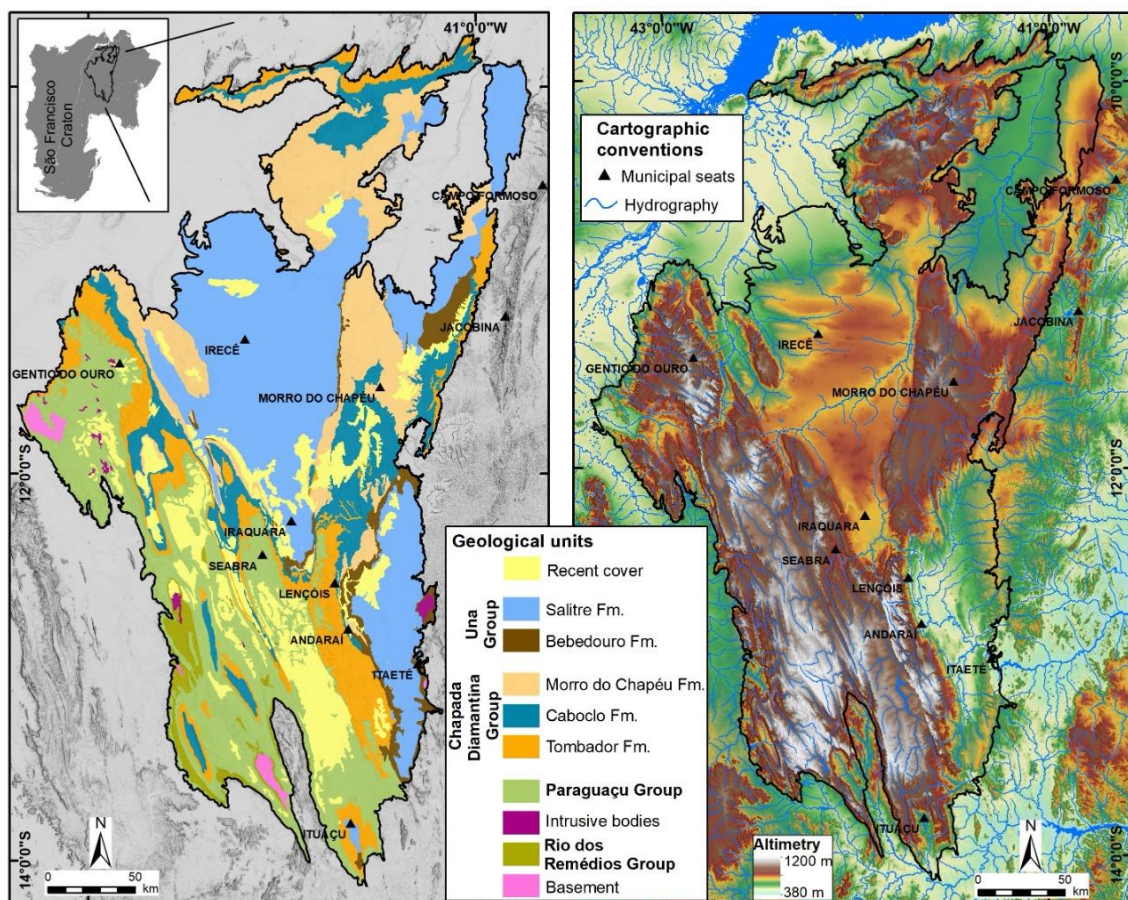 41°0'0"W
São Francisco
Craton
CAMPO FORMOSO
JACOBINA
IRECÊ
GENTIO DO OURO
MORRO DO CHAPÉU
12°0'0"S
IRAQUARA
SEABRA
LENÇÓIS
ANDARAÍ
ITAETÉ
ITUAÇU
14°0'0"S
N
0 50
km
Geological units
Recent cover
Una
Group
Salitre Fm.
Bebedouro Fm.
Chapada
Diamantina
Group
Morro do Chapéu Fm.
Caboclo Fm.
Tombador Fm.
Paraguaçu Group
Intrusive bodies
Rio dos
Remédios Group
Basement
43°0'0"W
41°0'0"W
10°0'0"S
Cartographic
conventions
Municipal seats
Hydrography
CAMPO FORMOSO
JACOBINA
IRECÊ
GENTIO DO OURO
MORRO DO CHAPÉU
12°0'0"S
IRAQUARA
SEABRA
LENÇÓIS
ANDARAÍ
ITAETÉ
ITUAÇU
Altimetry
1200 m
380 m
N
0 50
km
14°0'0"S